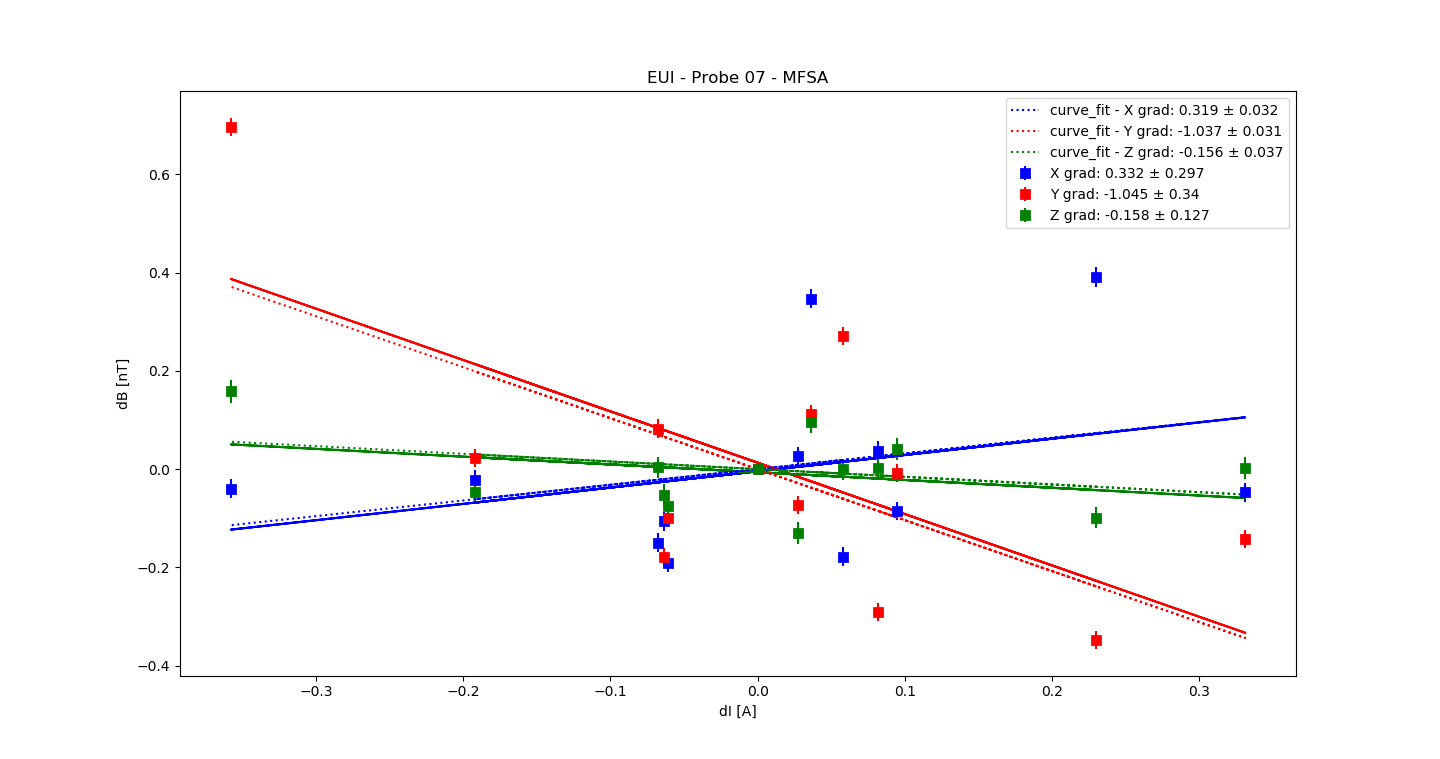 EUI - Probe 07 - MFSA
curve_fit - X grad: 0.319 ± 0.032
curve_fit - Y grad: -1.037 ± 0.031
curve_fit - Z grad: -0.156 ± 0.037
X grad: 0.332 ± 0.297
Y grad: -1.045 ± 0.34
Z grad: -0.158 ± 0.127
0.6
0.4
0.2
0.0
−0.2
−0.4
dB [nT]
−0.3
−0.2
−0.1
0.0
0.1
0.2
0.3
dI [A]